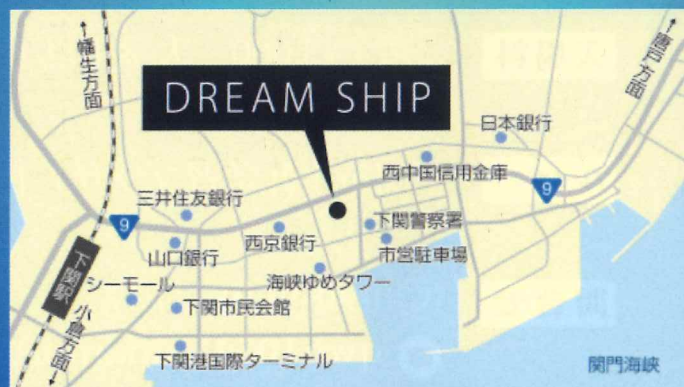 ←幡生方面
唐戸方面→
DREAM SHIP
日本銀行
西中国信用金庫
9
三井住友銀行
9
下関警察署
山口銀行
西京銀行
市営駐車場
下関駅
シーモール
海峡ゆめタワー
下関市民会館
小倉方面→
下関港国際ターミナル
関門海峡